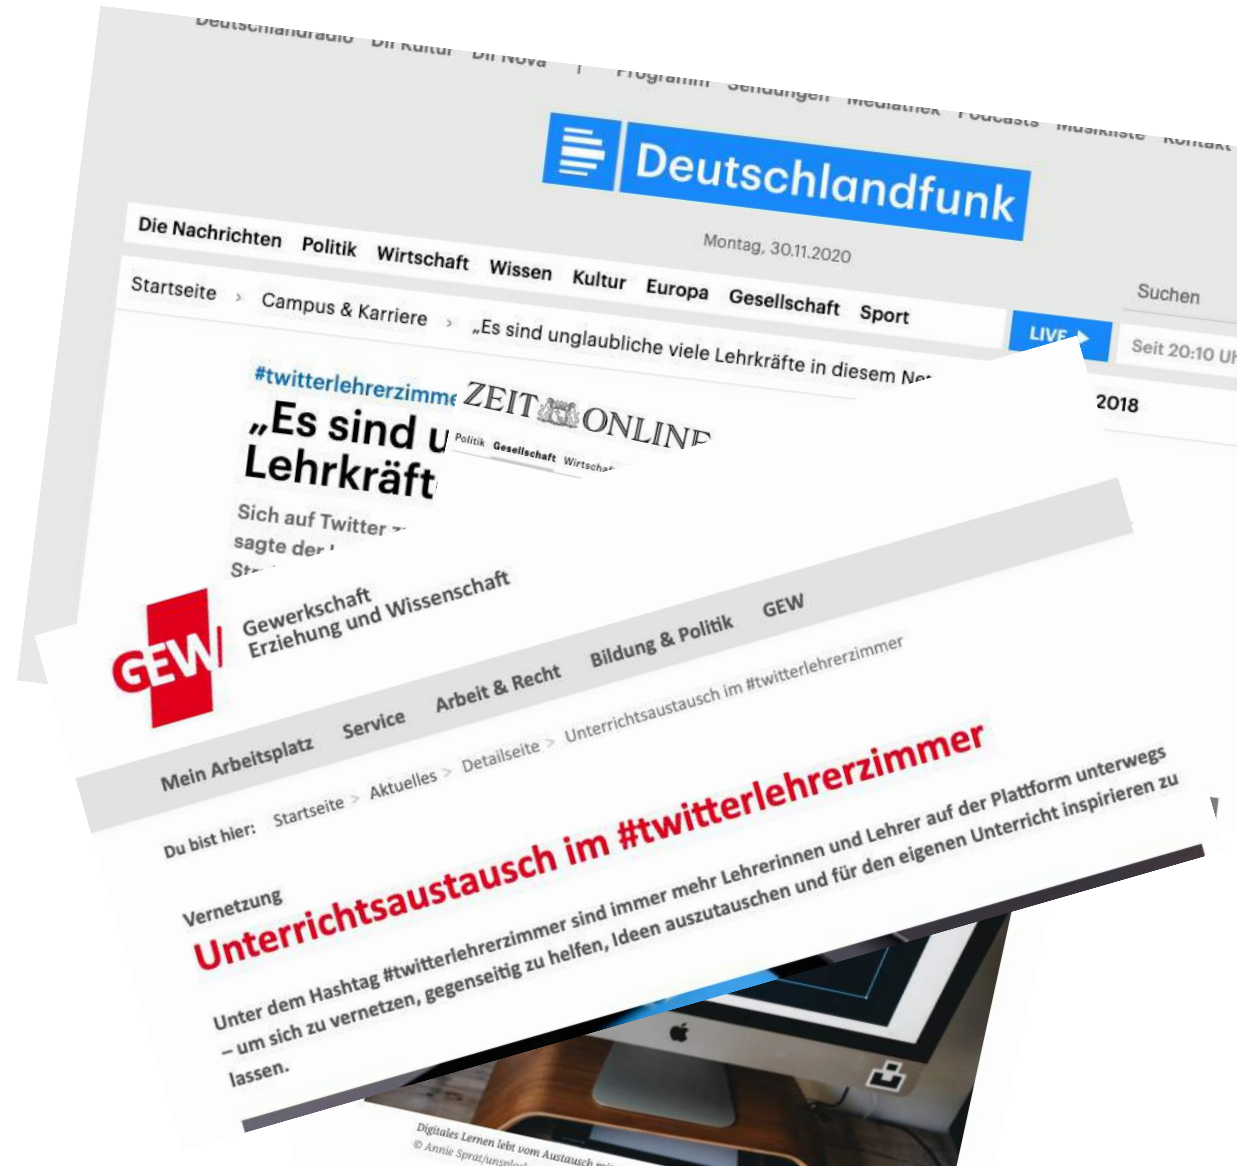 Deutschlandradio Dlf Kultur Dlf Nova | Programm Sendungen Mediathek Podcasts Musikliste Kontakt
Deutschlandfunk
Montag, 30.11.2020
Die Nachrichten Politik Wirtschaft Wissen Kultur Europa Gesellschaft Sport
Suchen
Startseite › Campus & Karriere › „Es sind unglaubliche viele Lehrkräfte in diesem
LIVE
Seit 20:10
2018
„Es sind
Lehrkräft
Sich auf Twitter
sagte der
ZEIT ONLINE
Politik Gesellschaft
GEW
Gewerkschaft
Erziehung und Wissenschaft
Mein Arbeitsplatz Service Arbeit & Recht Bildung & Politik GEW
Du bist hier: Startseite > Aktuelles > Detailseite > Unterrichtsaustausch im #twitterlehrerzimmer
Vernetzung
Unterrichtsaustausch im #twitterlehrerzimmer
Unter dem Hashtag #twitterlehrerzimmer sind immer mehr Lehrerinnen und Lehrer auf der Plattform unterwegs
– um sich zu vernetzen, gegenseitig zu helfen, Ideen auszutauschen und für den eigenen Unterricht inspirieren zu
lassen.
Digitales Lernen lebt vom Austausch
© Annie Sprat/